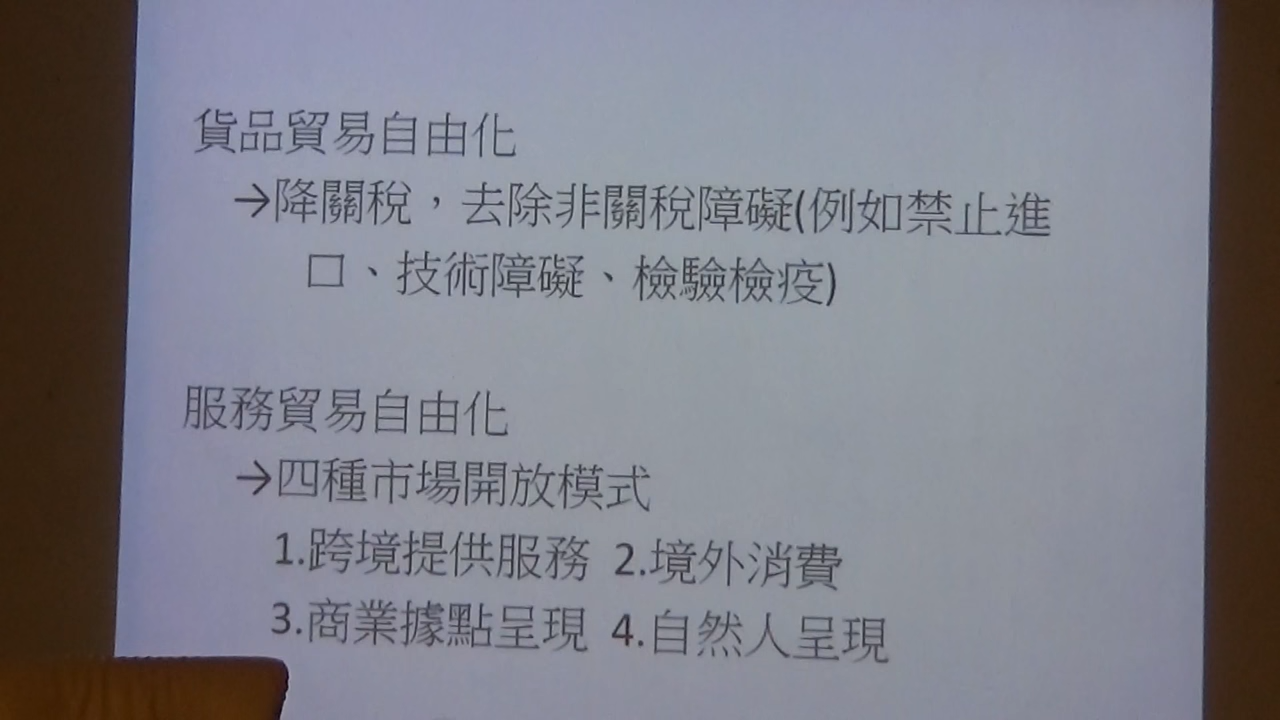 貨品貿易自由化
→降關稅，去除非關稅障礙(例如禁止進
口、技術障礙、檢驗檢疫)
服務貿易自由化
→四種市場開放模式
1.跨境提供服務 2.境外消費
3.商業據點呈現 4.自然人呈現